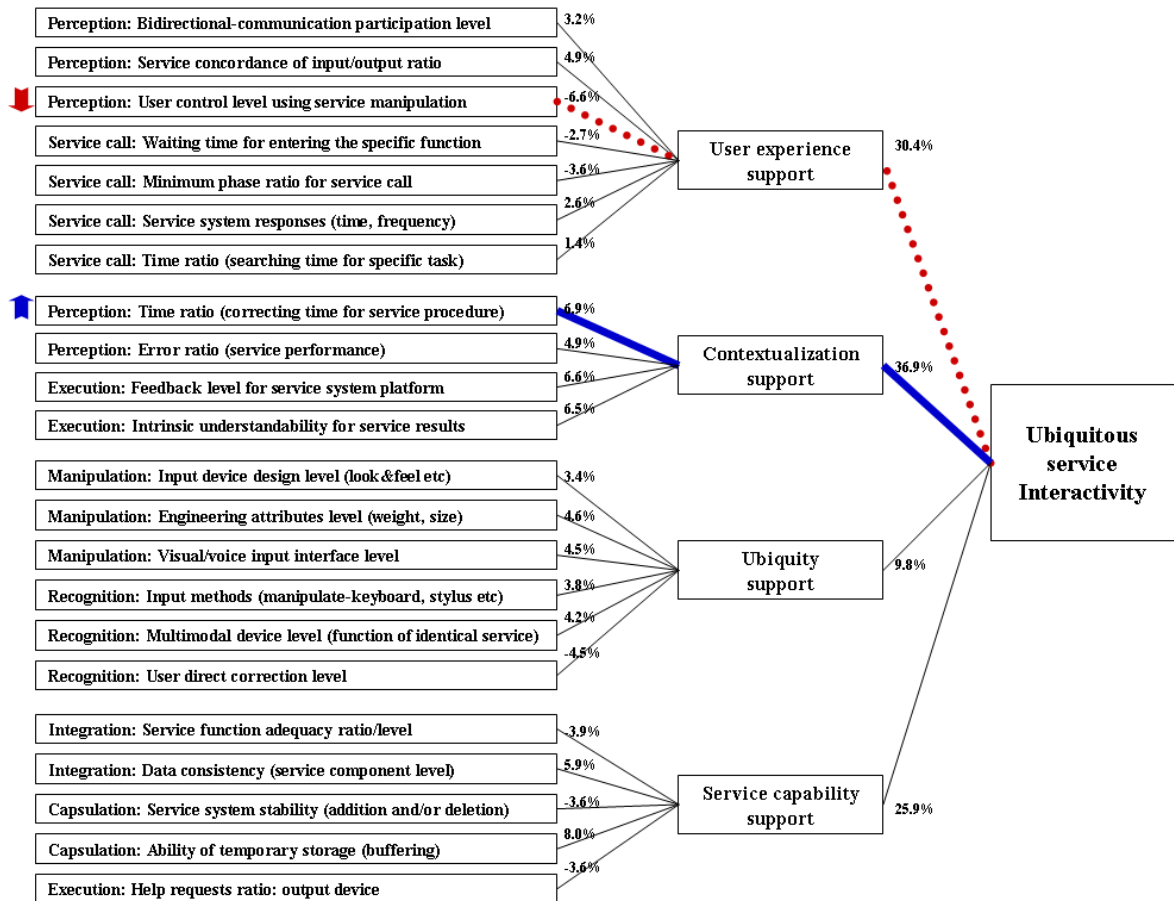 Perception: Bidirectional-communication participation level
3.2%
Perception: Service concordance of input/output ratio
4.9%
Perception: User control level using service manipulation
-6.6%
Service call: Waiting time for entering the specific function
-2.7%
Service call: Minimum phase ratio for service call
-3.6%
Service call: Service system responses (time, frequency)
2.6%
Service call: Time ratio (searching time for specific task)
1.4%
User experience
support
30.4%
Perception: Time ratio (correcting time for service procedure)
6.9%
Perception: Error ratio (service performance)
4.9%
Execution: Feedback level for service system platform
6.6%
Execution: Intrinsic understandability for service results
6.5%
Contextualization
support
36.9%
Manipulation: Input device design level (look&feel etc)
3.4%
Manipulation: Engineering attributes level (weight, size)
4.6%
Manipulation: Visual/voice input interface level
4.5%
Recognition: Input methods (manipulate-keyboard, stylus etc)
3.8%
Recognition: Multimodal device level (function of identical service)
4.2%
Recognition: User direct correction level
-4.5%
Ubiquity
support
9.8%
Integration: Service function adequacy ratio/level
-3.9%
Integration: Data consistency (service component level)
5.9%
Capsulation: Service system stability (addition and/or deletion)
-3.6%
Capsulation: Ability of temporary storage (buffering)
8.0%
Execution: Help requests ratio: output device
-3.6%
Service capability
support
25.9%
Ubiquitous
service
Interactivity